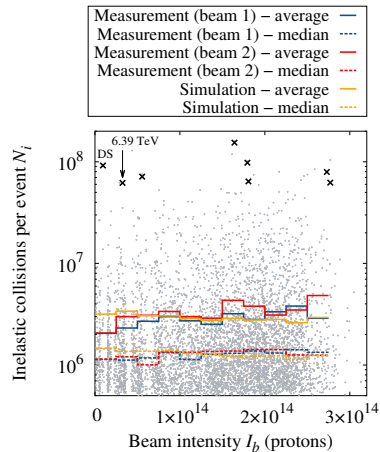 Measurement (beam 1) – average
Measurement (beam 1) – median
Measurement (beam 2) – average
Measurement (beam 2) – median
Simulation – average
Simulation – median
Inelastic collisions per event N_i
10^8
10^7
10^6
DS
6.39 TeV
0 1×10^14 2×10^14 3×10^14
Beam intensity I_b (protons)